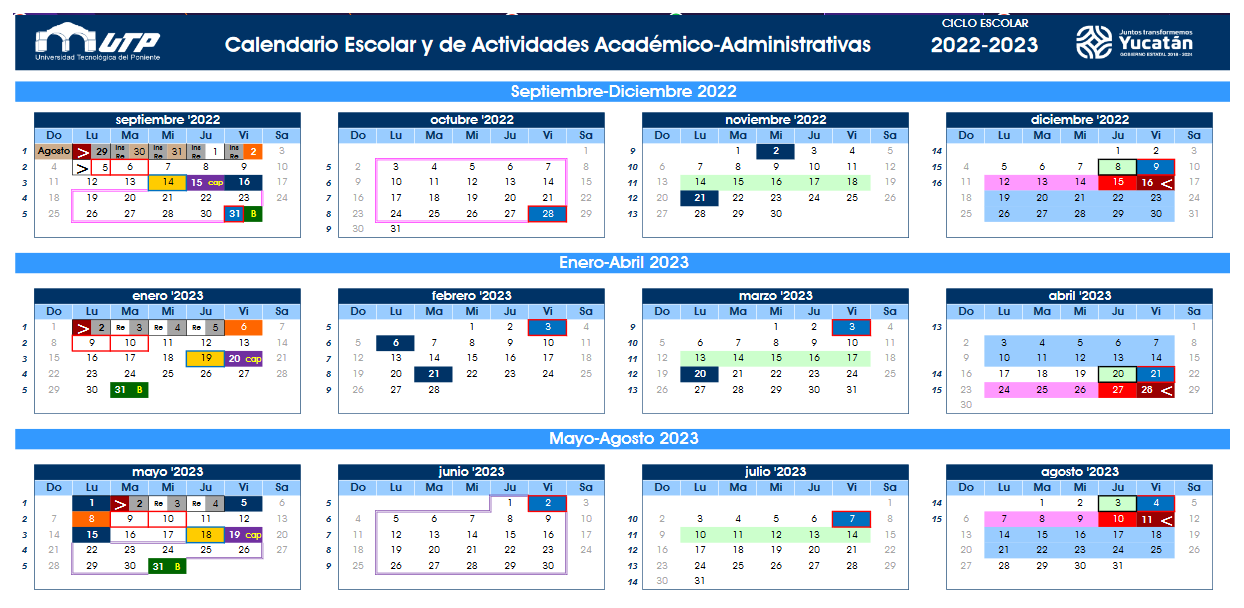 UTP
Universidad Tecnológica del Poniente
Calendario Escolar y de Actividades Académico-Administrativas
CICLO ESCOLAR
2022-2023
Juntos transformemos
Yucatán
GOBIERNO ESTATAL 2018 - 2024
Septiembre-Diciembre 2022
septiembre '2022
Do Lu Ma Mi Ju Vi Sa
1 Agosto > 29 Ins Re 30 Ins Re 31 Ins Re 1 Ins Re 2 3
2 4 > 5 6 7 8 9 10
3 11 12 13 14 15 cap 16 17
4 18 19 20 21 22 23 24
5 25 26 27 28 30 31 B
octubre '2022
Do Lu Ma Mi Ju Vi Sa
1
5 2 3 4 5 6 7 8
6 9 10 11 12 13 14 15
7 16 17 18 19 20 21 22
8 23 24 25 26 27 28 29
9 30 31
noviembre '2022
Do Lu Ma Mi Ju Vi Sa
9 1 2 3 4 5
10 6 7 8 9 10 11 12
11 13 14 15 16 17 18 19
12 20 21 22 23 24 25 26
13 27 28 29 30
diciembre '2022
Do Lu Ma Mi Ju Vi Sa
14 1 2 3
15 4 5 6 7 8 9 10
16 11 12 13 14 15 16 < 17
18 19 20 21 22 23 24
25 26 27 28 29 30 31
Enero-Abril 2023
enero '2023
Do Lu Ma Mi Ju Vi Sa
1 1 > 2 Re 3 Re 4 Re 5 6 7
2 8 9 10 11 12 13 14
3 15 16 17 18 19 20 cap 21
4 22 23 24 25 26 27 28
5 29 30 31 B
febrero '2023
Do Lu Ma Mi Ju Vi Sa
5 1 2 3 4
6 5 6 7 8 9 10 11
7 12 13 14 15 16 17 18
8 19 20 21 22 23 24 25
9 26 27 28
marzo '2023
Do Lu Ma Mi Ju Vi Sa
9 1 2 3 4
10 5 6 7 8 9 10 11
11 12 13 14 15 16 17 18
12 19 20 21 22 23 24 25
13 26 27 28 29 30 31
abril '2023
Do Lu Ma Mi Ju Vi Sa
13 1
2 3 4 5 6 7 8
9 10 11 12 13 14 15
14 16 17 18 19 20 21 22
15 23 24 25 26 27 28 < 29
30
Mayo-Agosto 2023
mayo '2023
Do Lu Ma Mi Ju Vi Sa
1 1 > 2 Re 3 Re 4 5 6
2 7 8 9 10 11 12 13
3 14 15 16 17 18 19 cap 20
4 21 22 23 24 25 26 27
5 28 29 30 31 B
junio '2023
Do Lu Ma Mi Ju Vi Sa
5 1 2 3
6 4 5 6 7 8 9 10
7 11 12 13 14 15 16 17
8 18 19 20 21 22 23 24
9 25 26 27 28 29 30
julio '2023
Do Lu Ma Mi Ju Vi Sa
1
10 2 3 4 5 6 7 8
11 9 10 11 12 13 14 15
12 16 17 18 19 20 21 22
13 23 24 25 26 27 28 29
14 30 31
agosto '2023
Do Lu Ma Mi Ju Vi Sa
14 1 2 3 4 5
15 6 7 8 9 10 11 < 12
13 14 15 16 17 18 19
20 21 22 23 24 25 26
27 28 29 30 31